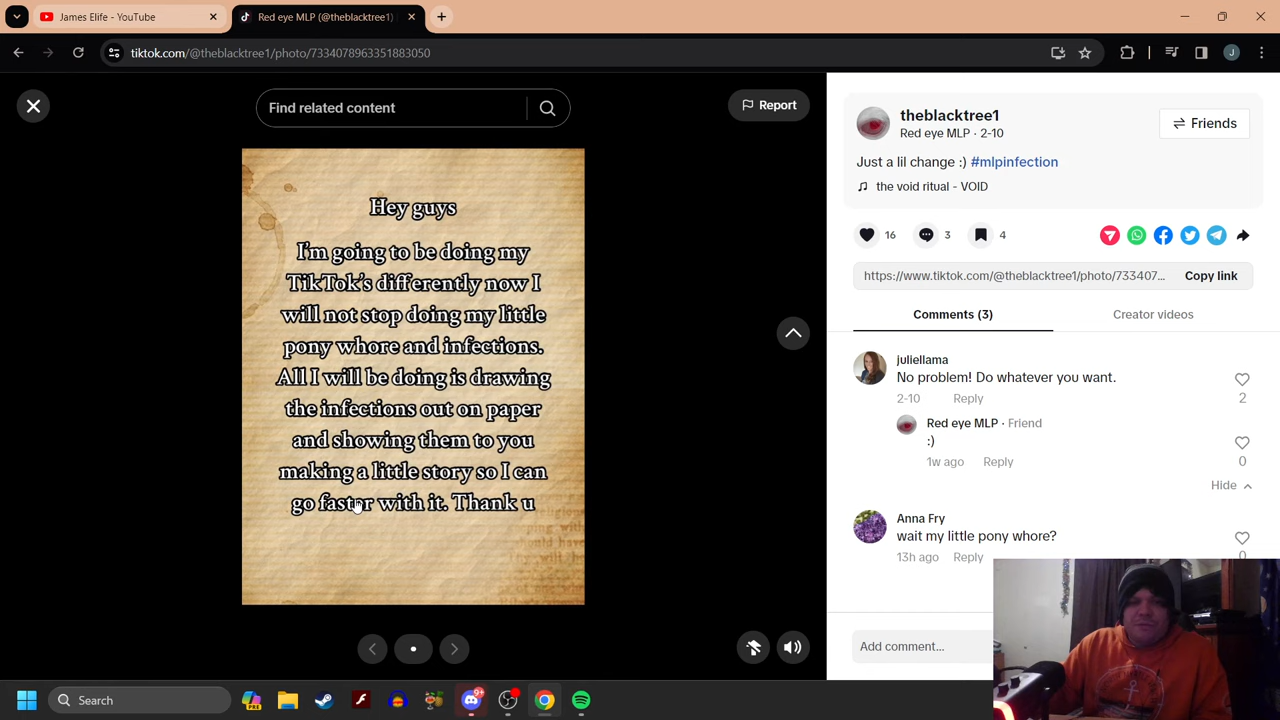 James Elife - YouTube
Red eye MLP (@theblacktree1)
tiktok.com/@theblacktree1/photo/7334078963351883050
J
Find related content
Report
Hey guys
I'm going to be doing my
TikTok's differently now I
will not stop doing my little
pony whore and infections.
All I will be doing is drawing
the infections out on paper
and showing them to you
making a little story so I can
go faster with it. Thank u
theblacktree1
Red eye MLP · 2-10
Friends
Just a lil change :) #mlpinfection
the void ritual - VOID
16
3
4
https://www.tiktok.com/@theblacktree1/photo/733407...
Copy link
Comments (3)
Creator videos
juliellama
No problem! Do whatever you want.
2-10
Reply
2
Red eye MLP · Friend
:)
1w ago
Reply
0
Hide
Anna Fry
wait my little pony whore?
13h ago
Reply
0
Add comment...
Search
PRE
9+